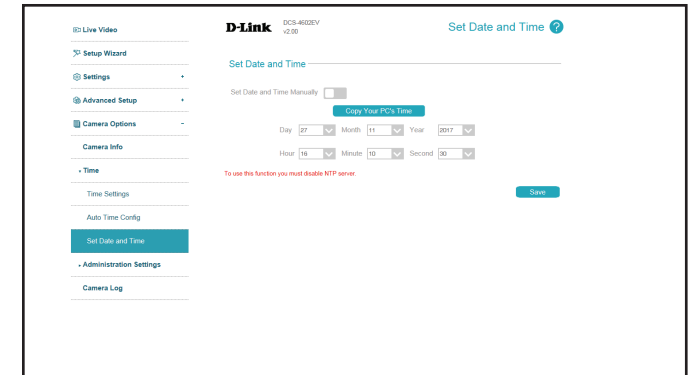 Live Video
D-Link DCS-4602EV
v2.00
Set Date and Time ?
Setup Wizard
Set Date and Time
Settings +
Set Date and Time Manually
Advanced Setup +
Copy Your PC's Time
Camera Options -
Day 27 Month 11 Year 2017
Camera Info
Hour 16 Minute 10 Second 30
Time
To use this function you must disable NTP server.
Time Settings
Save
Auto Time Config
Set Date and Time
Administration Settings
Camera Log